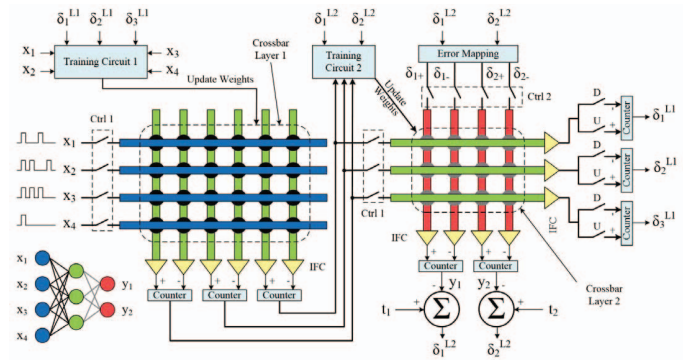 δ₁ᴸ¹ δ₂ᴸ¹ δ₃ᴸ¹
δ₁ᴸ² δ₂ᴸ²
δ₁ᴸ² δ₂ᴸ²
X₁
X₂
Training Circuit 1
X₃
X₄
Crossbar Layer 1
Training Circuit 2
Error Mapping
Update Weights
Update Weights
δ₁₊ δ₁₋ δ₂₊ δ₂₋
Ctrl 2
Ctrl 1
X₁
X₂
X₃
X₄
Ctrl 1
D
U
+
Counter
δ₁ᴸ¹
D
U
+
Counter
δ₂ᴸ¹
D
U
+
Counter
δ₃ᴸ¹
IFC
IFC
IFC
+ - + - + -
Counter Counter Counter
+ - + -
Counter Counter
Crossbar Layer 2
X₁
X₂
X₃
X₄
y₁
y₂
- y₁
y₂ -
t₁ + Σ
Σ + t₂
δ₁ᴸ² δ₂ᴸ²